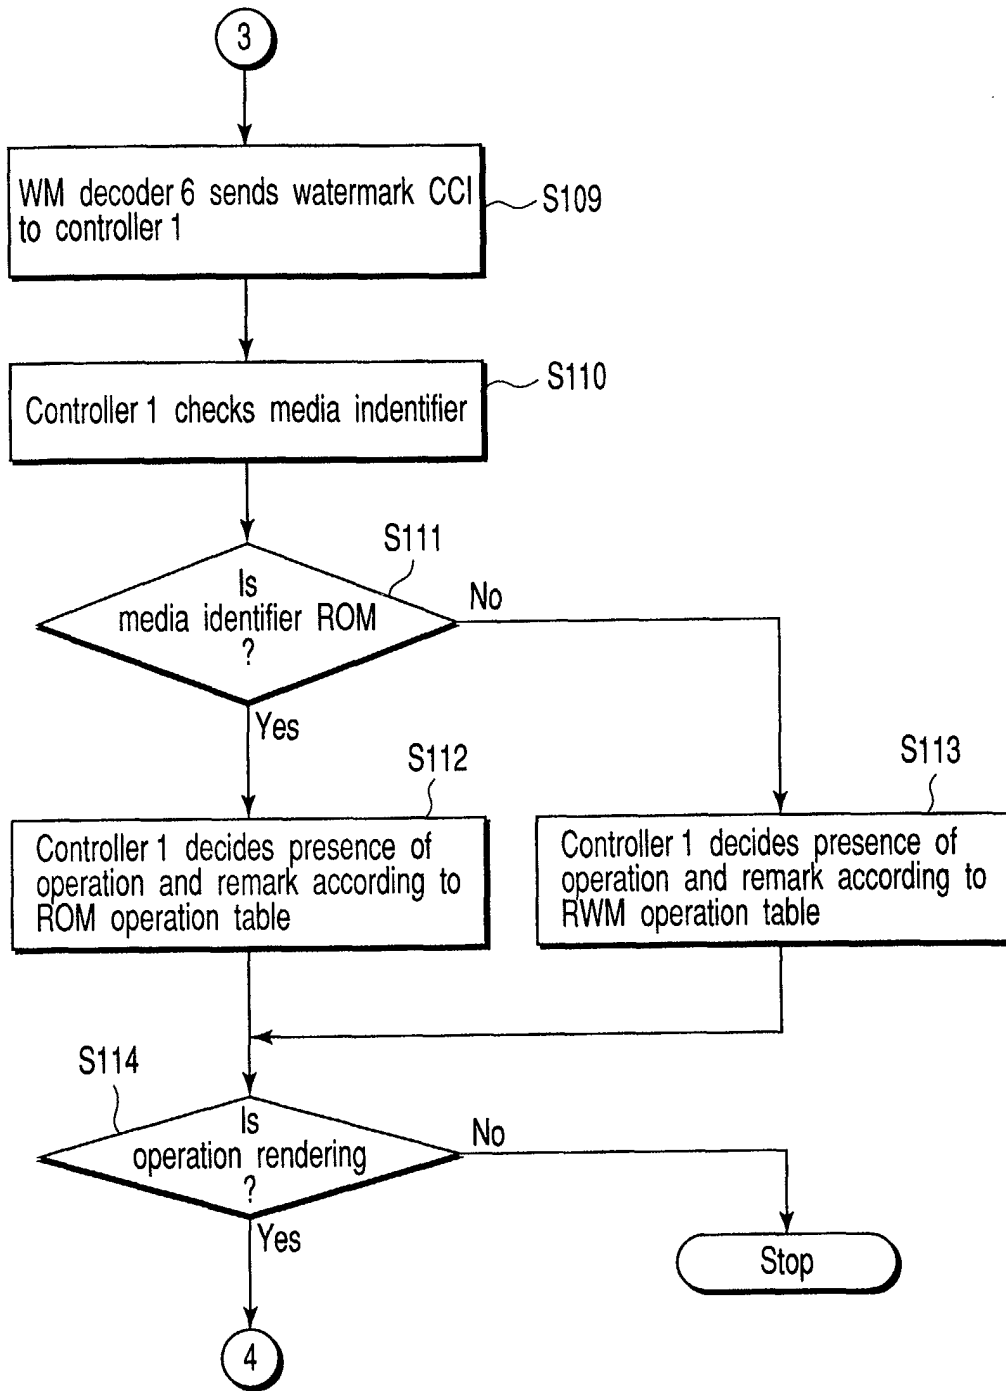 3
WM decoder 6 sends watermark CCI
to controller 1
S109
Controller 1 checks media indentifier
S110
S111
Is
media identifier ROM
?
No
Yes
S112
Controller 1 decides presence of
operation and remark according to
ROM operation table
S113
Controller 1 decides presence of
operation and remark according to
RWM operation table
S114
Is
operation rendering
?
No
Yes
Stop
4